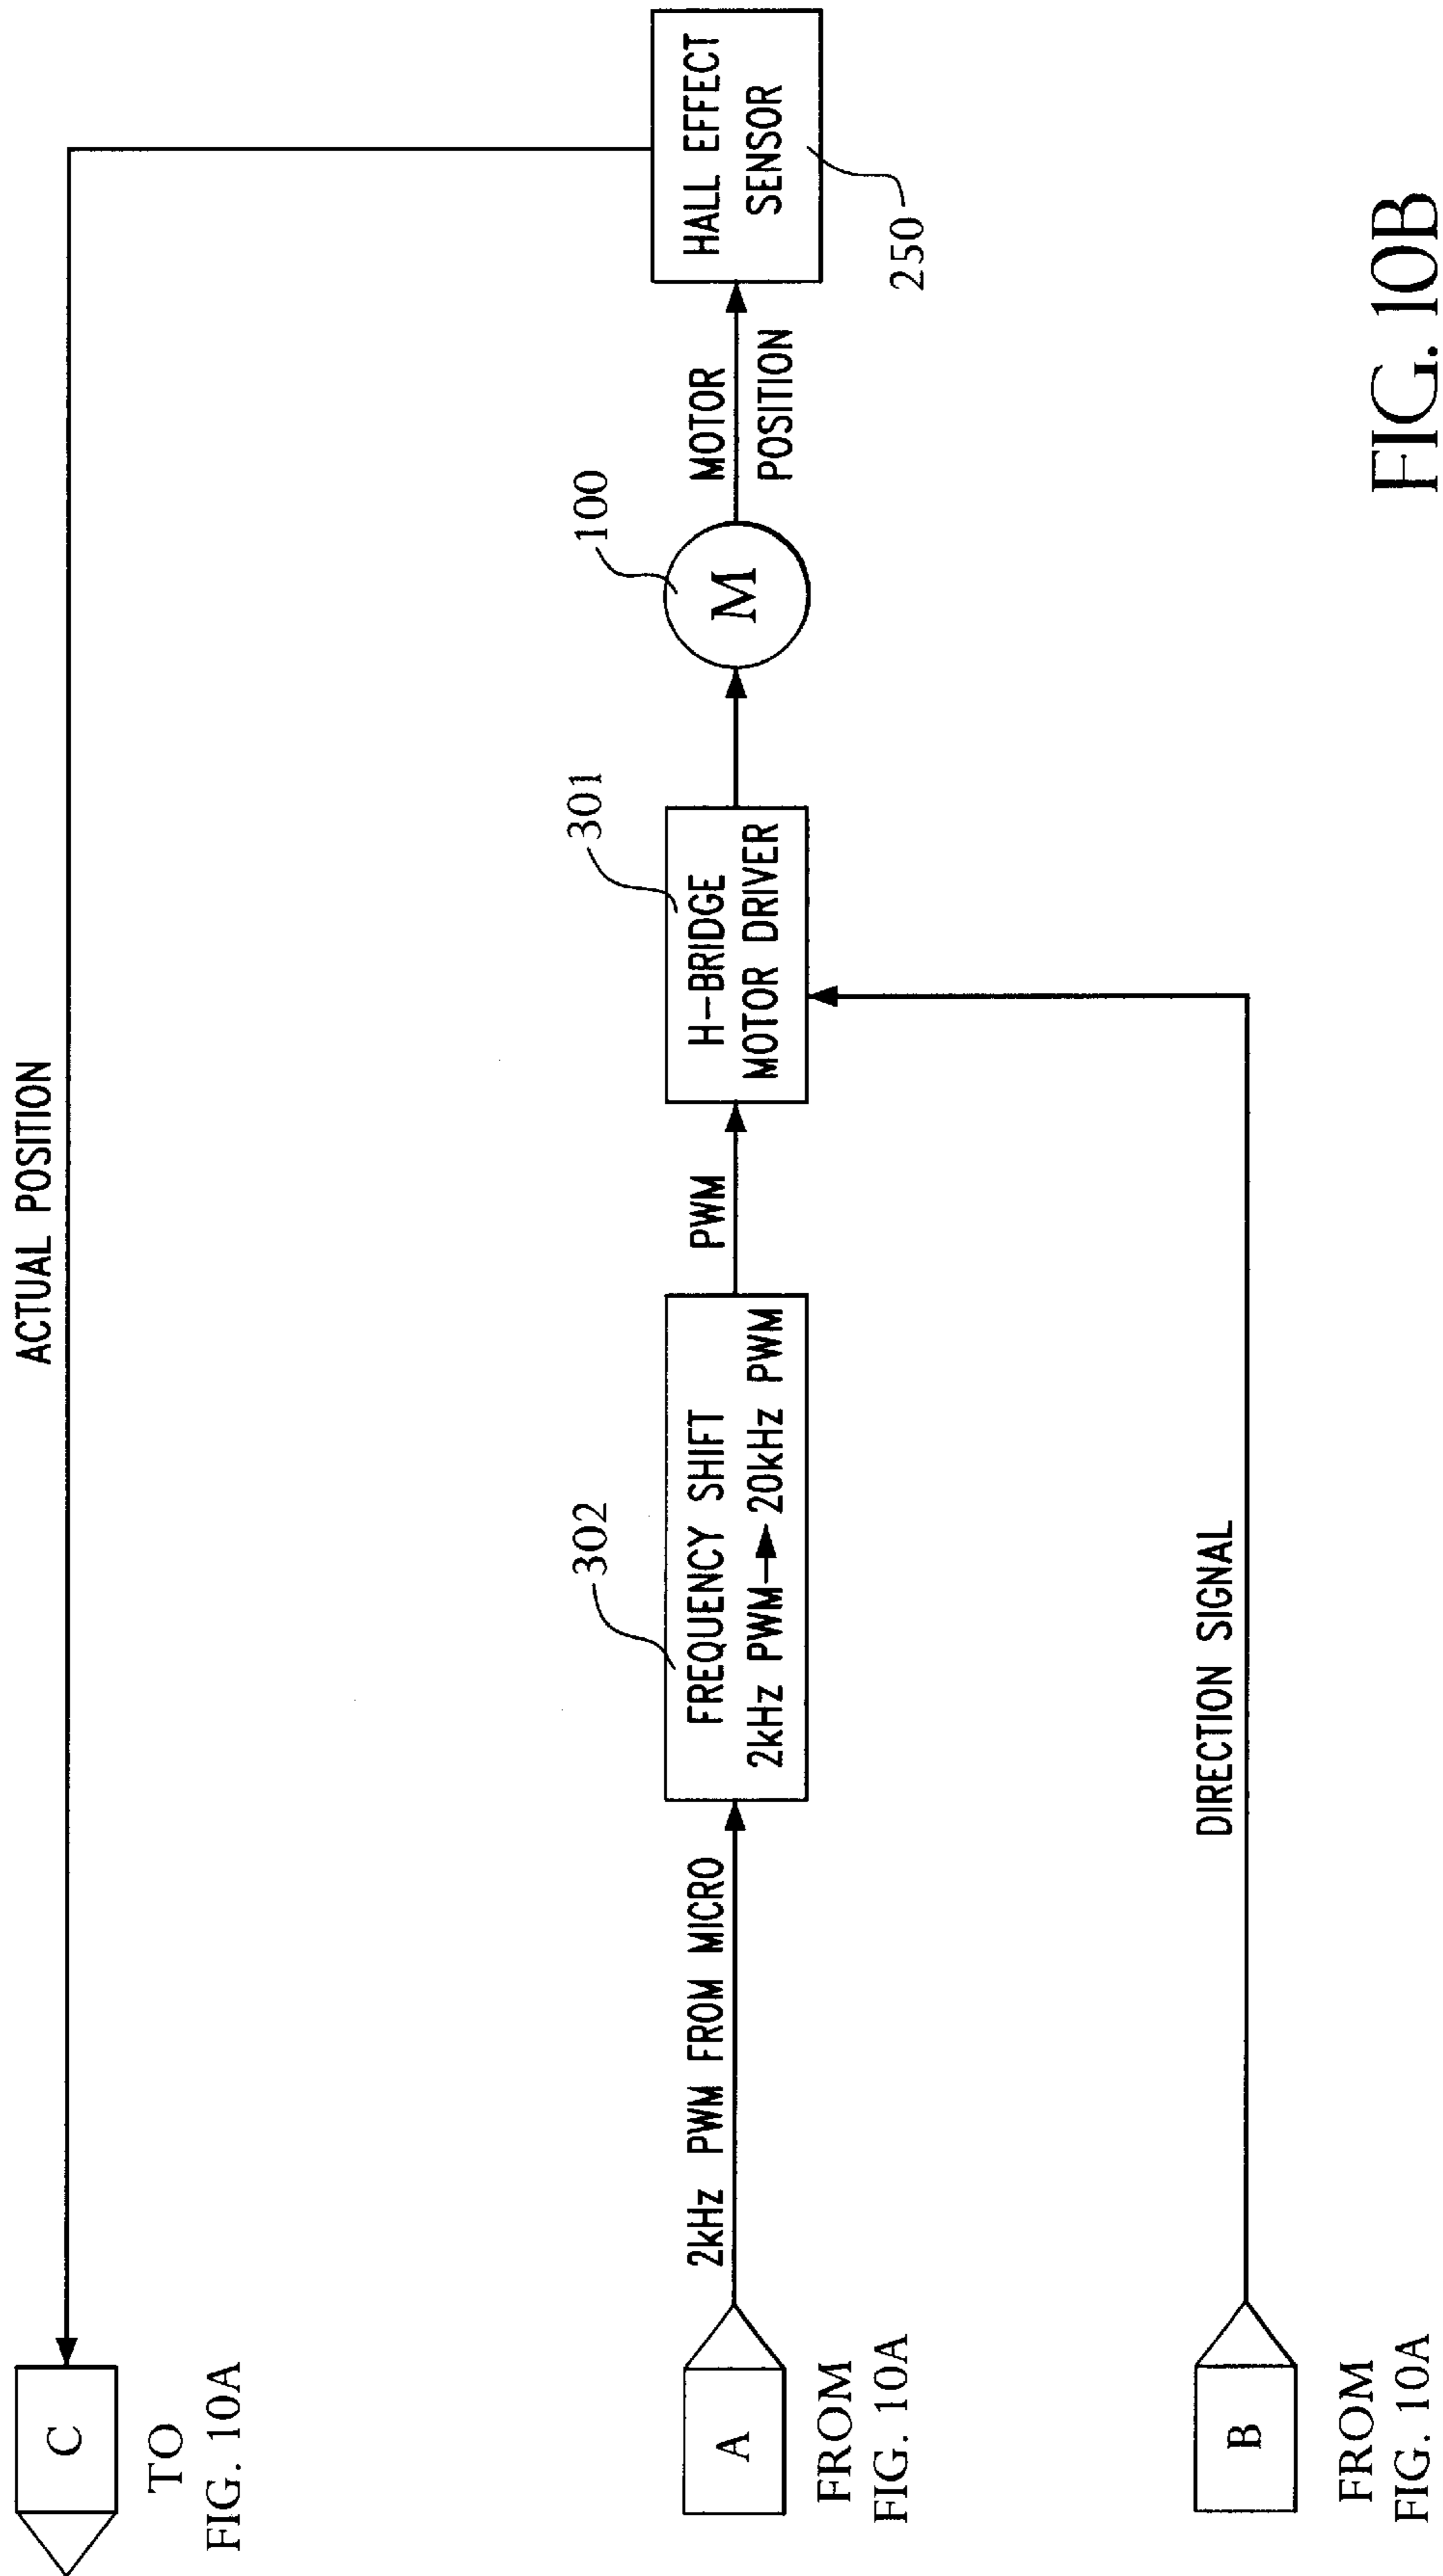 ACTUAL POSITION
C
TO
FIG. 10A
A
FROM
FIG. 10A
2kHz PWM FROM MICRO
302
FREQUENCY SHIFT
2kHz PWM→20kHz PWM
PWM
301
H-BRIDGE
MOTOR DRIVER
100
M
MOTOR
POSITION
HALL EFFECT
SENSOR
250
B
FROM
FIG. 10A
DIRECTION SIGNAL
FIG. 10B